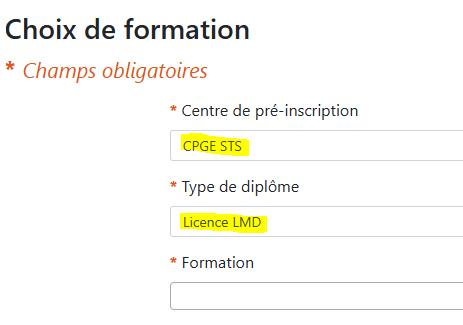 Choix de formation
* Champs obligatoires
* Centre de pré-inscription
CPGE STS
* Type de diplôme
Licence LMD
* Formation